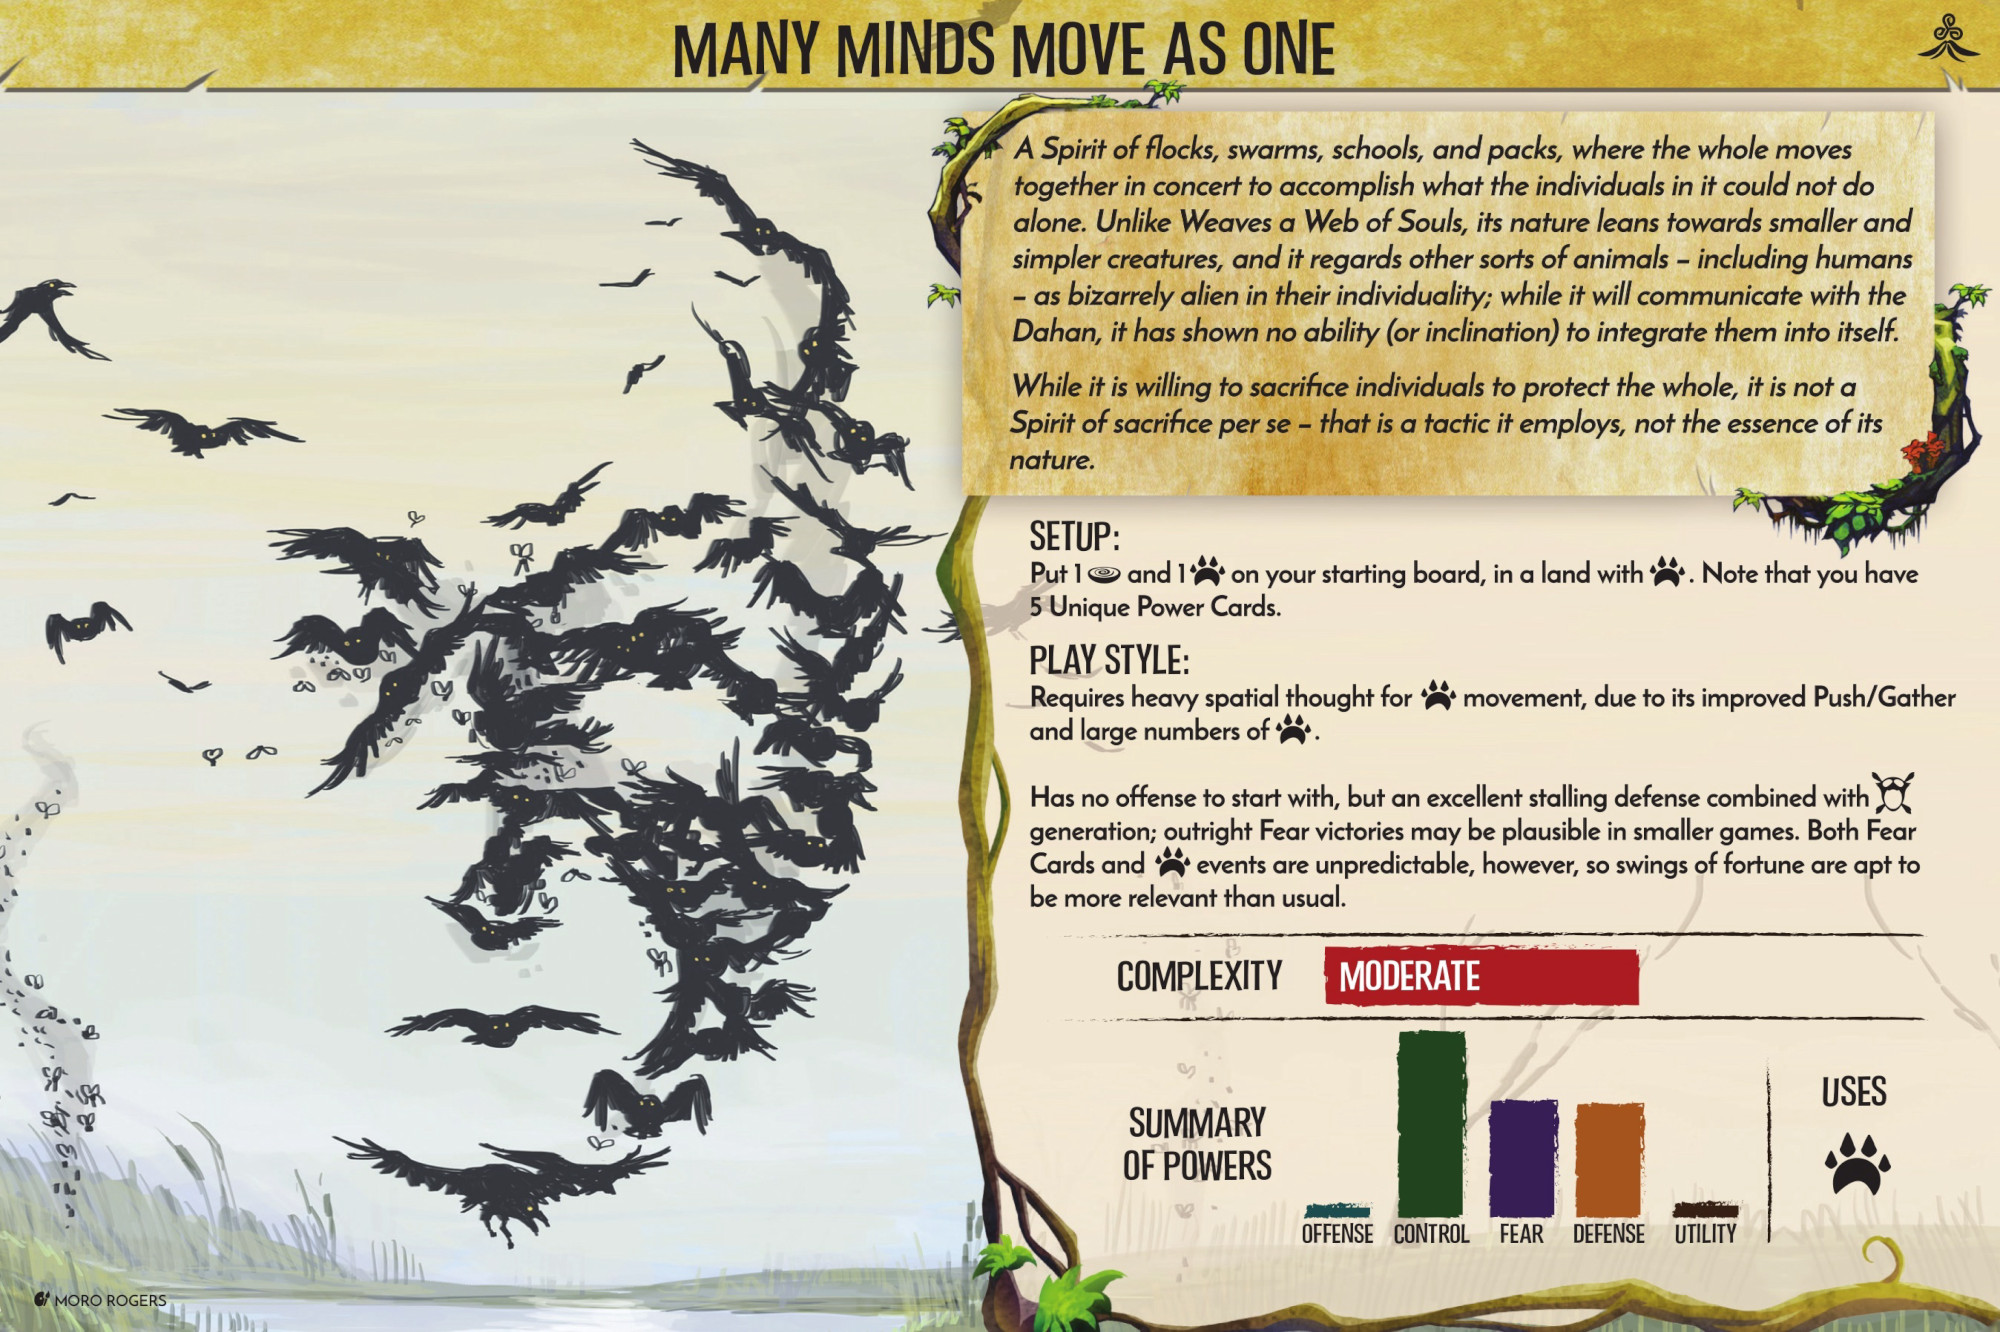 MANY MINDS MOVE AS ONE
A Spirit of flocks, swarms, schools, and packs, where the whole moves
together in concert to accomplish what the individuals in it could not do
alone. Unlike Weaves a Web of Souls, its nature leans towards smaller and
simpler creatures, and it regards other sorts of animals – including humans
– as bizarrely alien in their individuality; while it will communicate with the
Dahan, it has shown no ability (or inclination) to integrate them into itself.
While it is willing to sacrifice individuals to protect the whole, it is not a
Spirit of sacrifice per se – that is a tactic it employs, not the essence of its
nature.
SETUP:
Put 1 and 1 on your starting board, in a land with . Note that you have
5 Unique Power Cards.
PLAY STYLE:
Requires heavy spatial thought for movement, due to its improved Push/Gather
and large numbers of .
Has no offense to start with, but an excellent stalling defense combined with
generation; outright Fear victories may be plausible in smaller games. Both Fear
Cards and events are unpredictable, however, so swings of fortune are apt to
be more relevant than usual.
COMPLEXITY MODERATE
SUMMARY
OF POWERS
OFFENSE CONTROL FEAR DEFENSE UTILITY
USES
MORO ROGERS